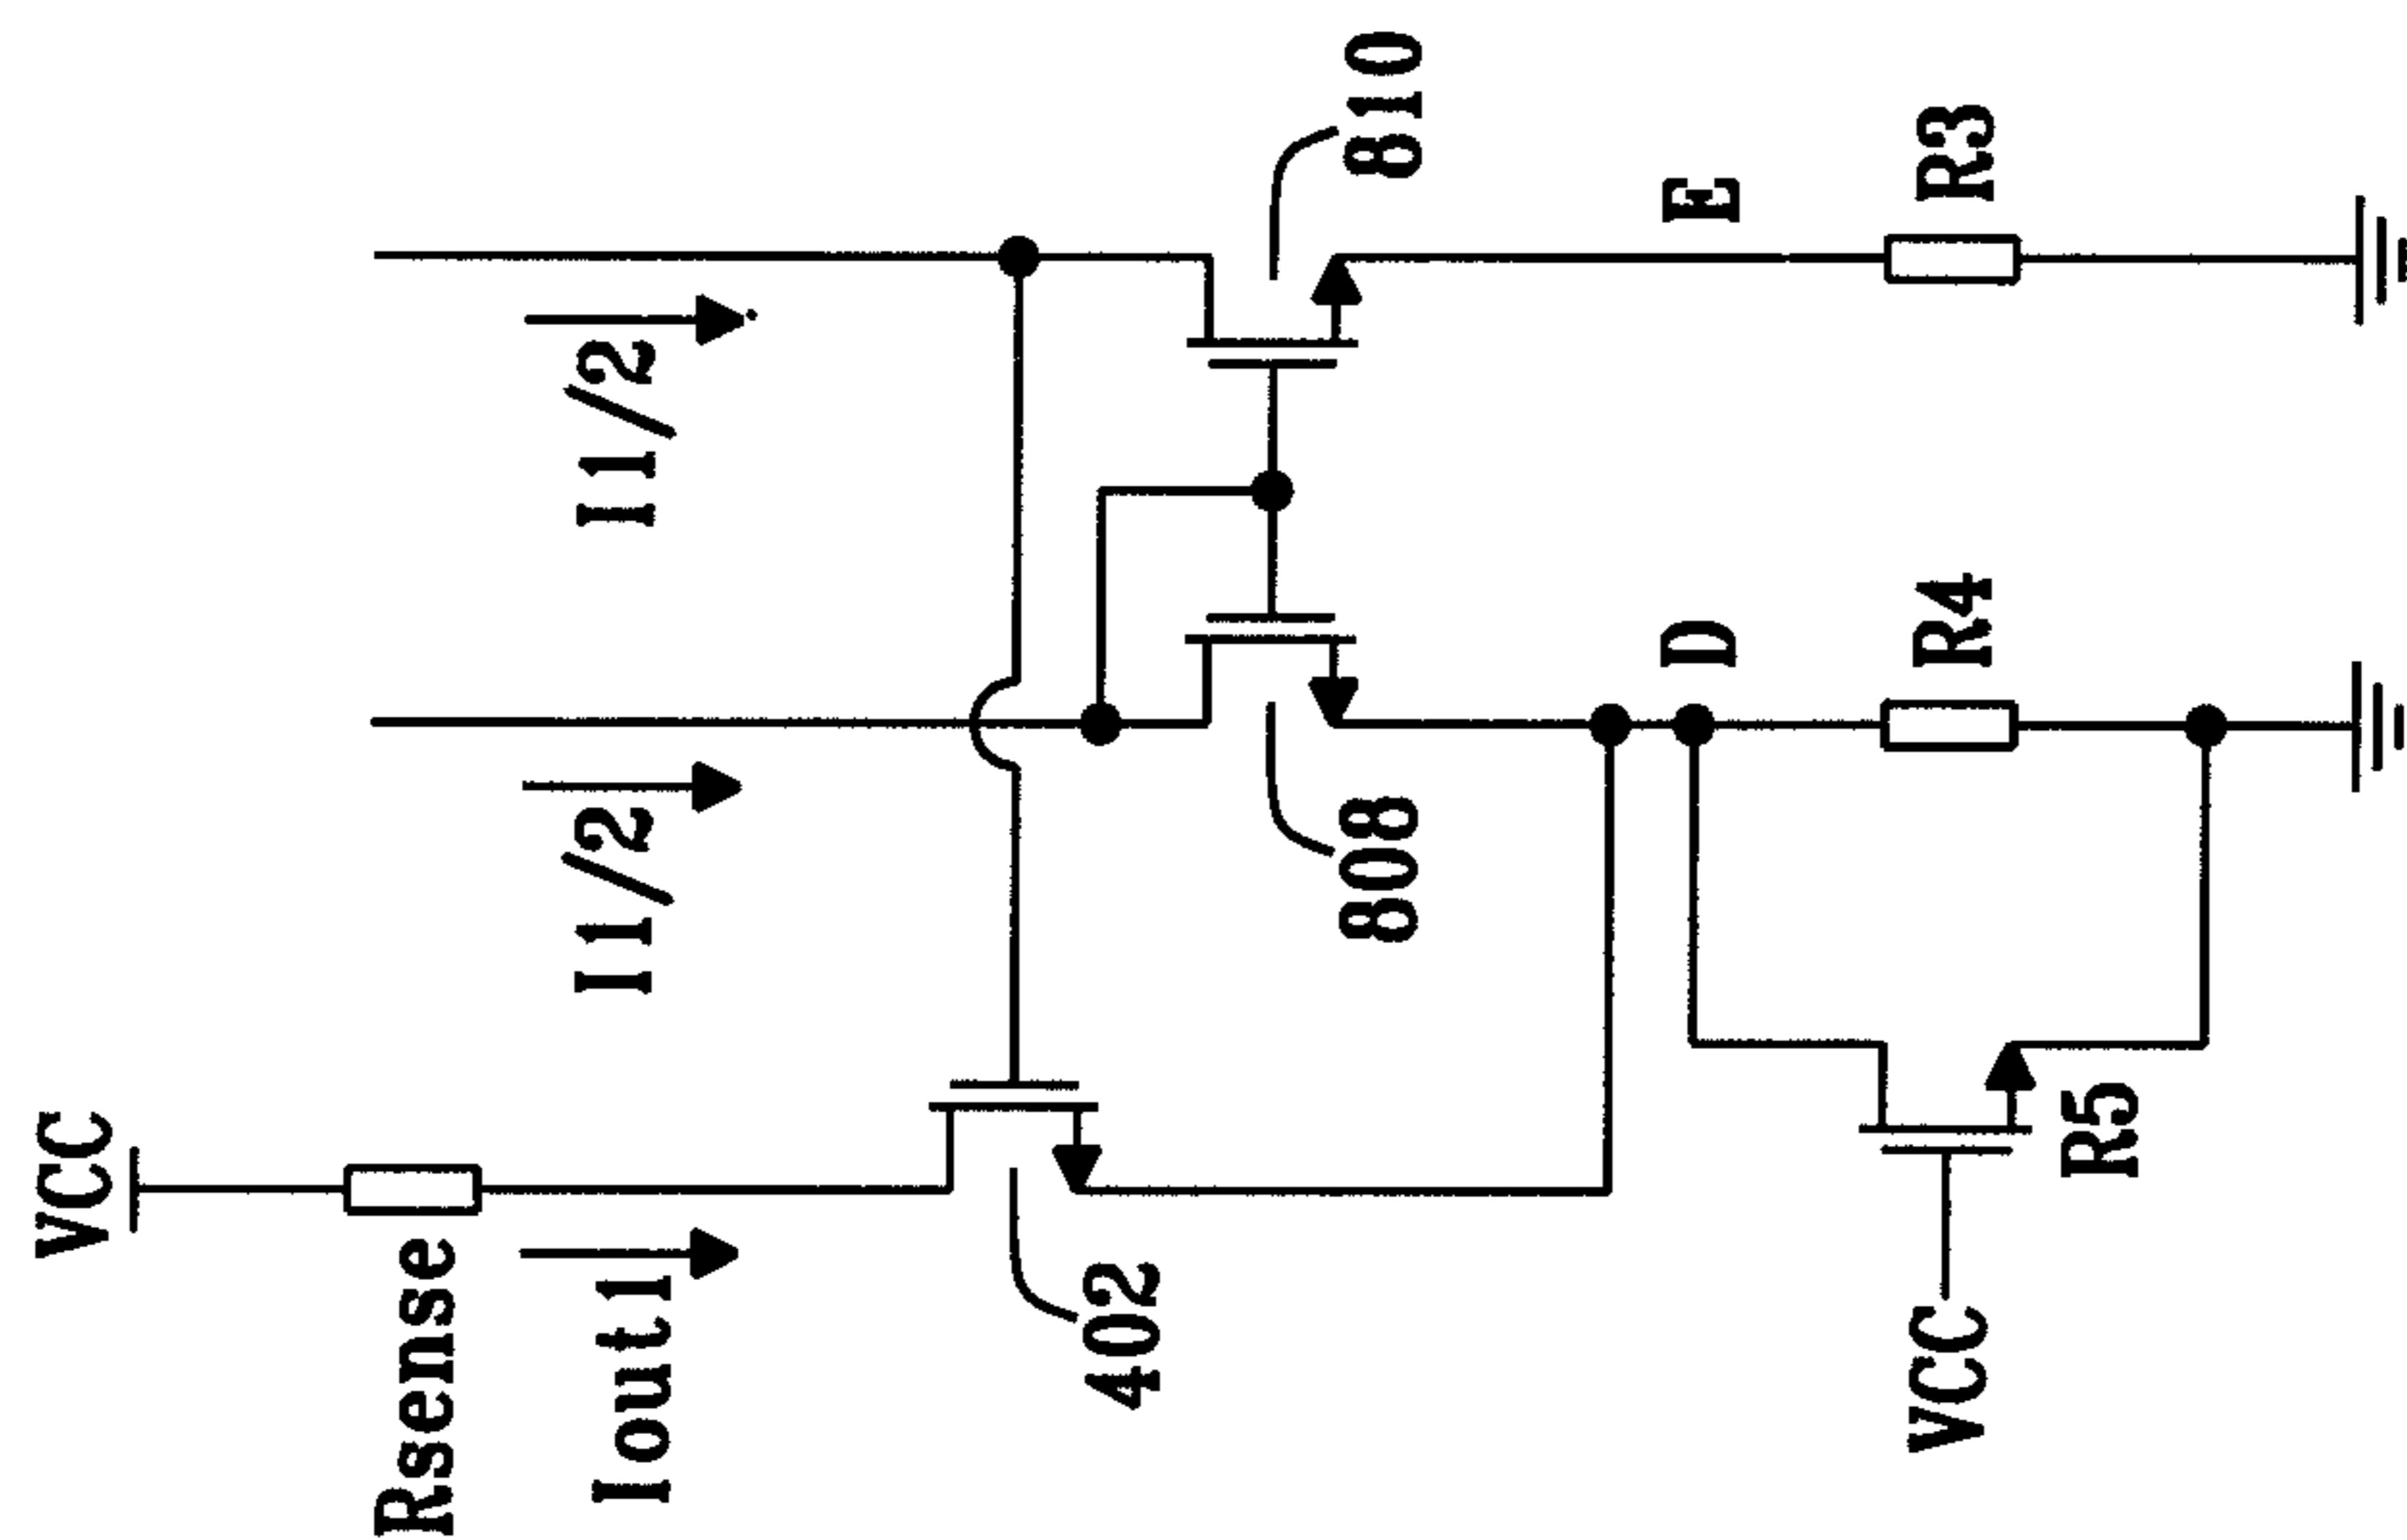 VCC
Rsense
Iout1
I1/2
I1/2
402
808
810
D
E
VCC
R5
R4
R3